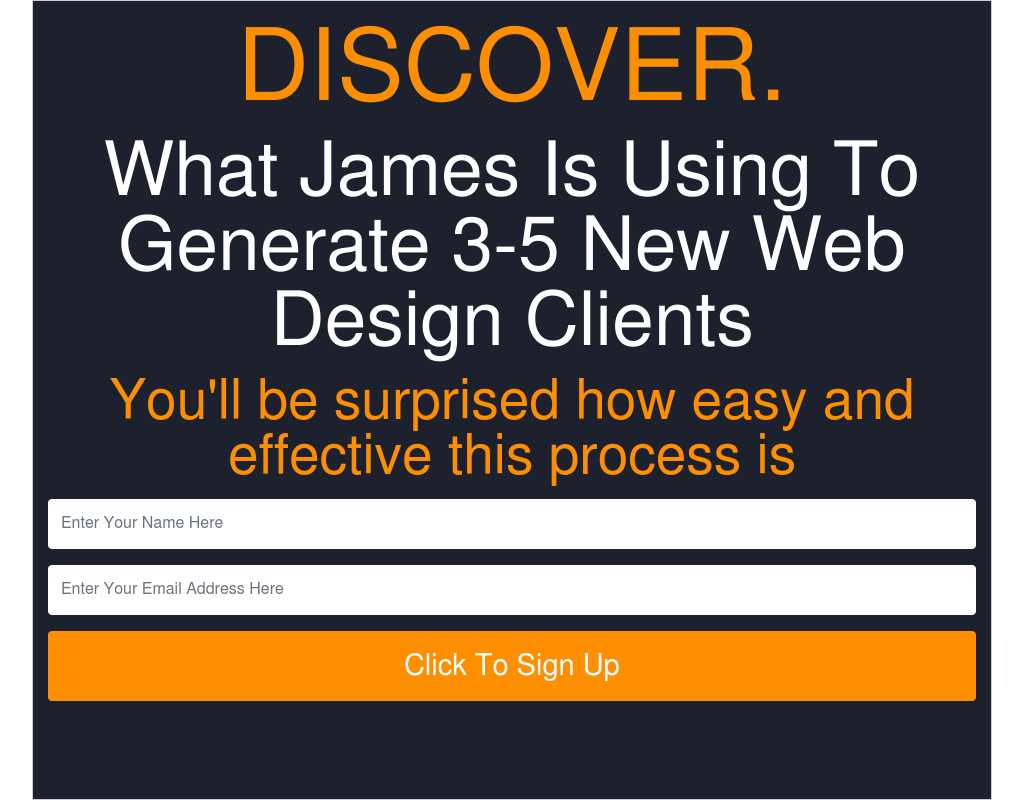 DISCOVER.
What James Is Using To
Generate 3-5 New Web
Design Clients
You'll be surprised how easy and
effective this process is
Enter Your Name Here
Enter Your Email Address Here
Click To Sign Up